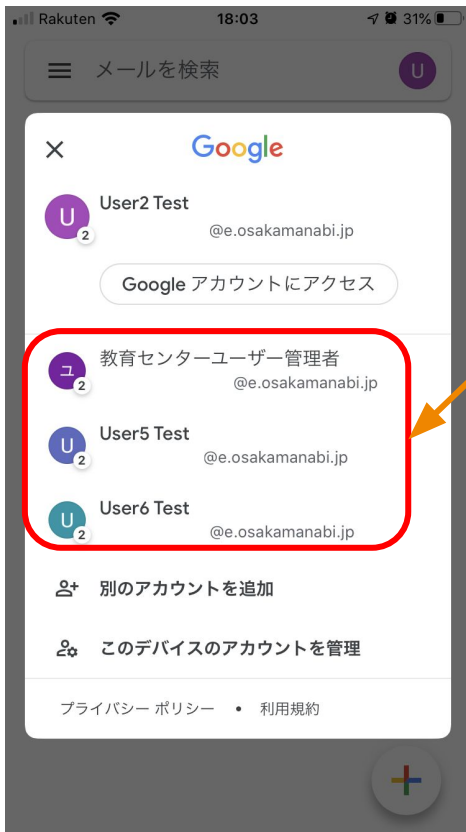 Rakuten 18:03 31%
メールを検索 U
Google
U 2 User2 Test
@e.osakamanabi.jp
Google アカウントにアクセス
ユ 2 教育センターユーザー管理者
@e.osakamanabi.jp
U 2 User5 Test
@e.osakamanabi.jp
U 2 User6 Test
@e.osakamanabi.jp
別のアカウントを追加
このデバイスのアカウントを管理
プライバシー ポリシー • 利用規約